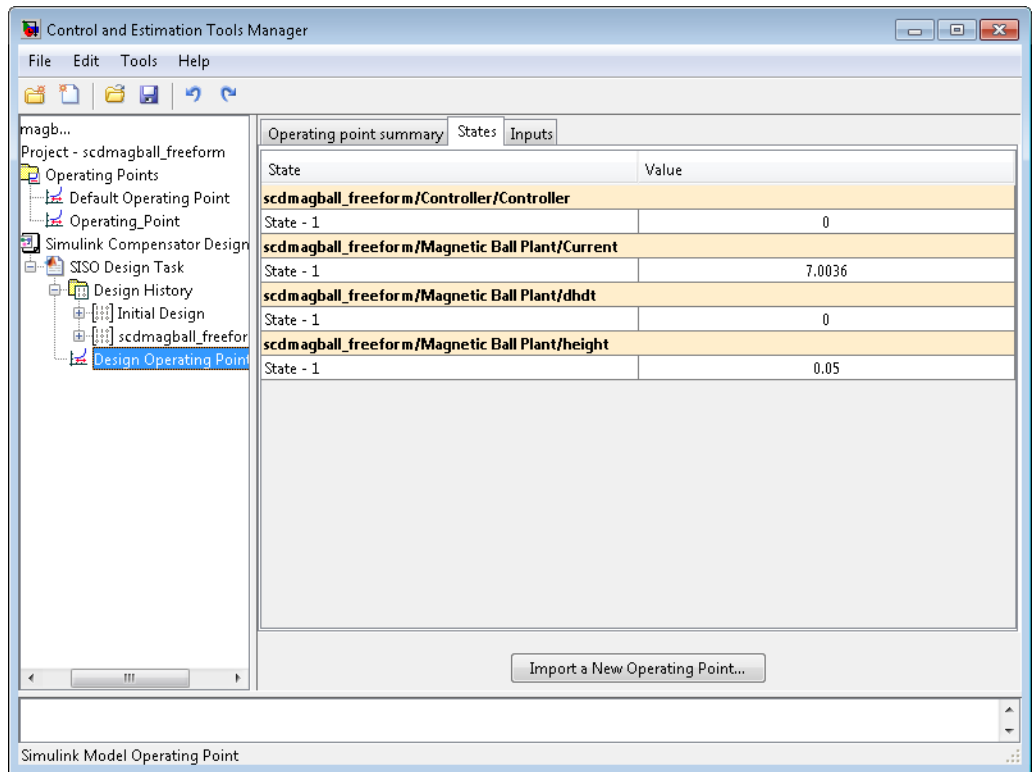 Control and Estimation Tools Manager
File Edit Tools Help
magb...
Project - scdmagball_freeform
Operating Points
Default Operating Point
Operating_Point
Simulink Compensator Design
SISO Design Task
Design History
Initial Design
scdmagball_freefor
Design Operating Point
Operating point summary States Inputs
State Value
scdmagball_freeform/Controller/Controller
State - 1 0
scdmagball_freeform/Magnetic Ball Plant/Current
State - 1 7.0036
scdmagball_freeform/Magnetic Ball Plant/dhdt
State - 1 0
scdmagball_freeform/Magnetic Ball Plant/height
State - 1 0.05
Import a New Operating Point...
Simulink Model Operating Point